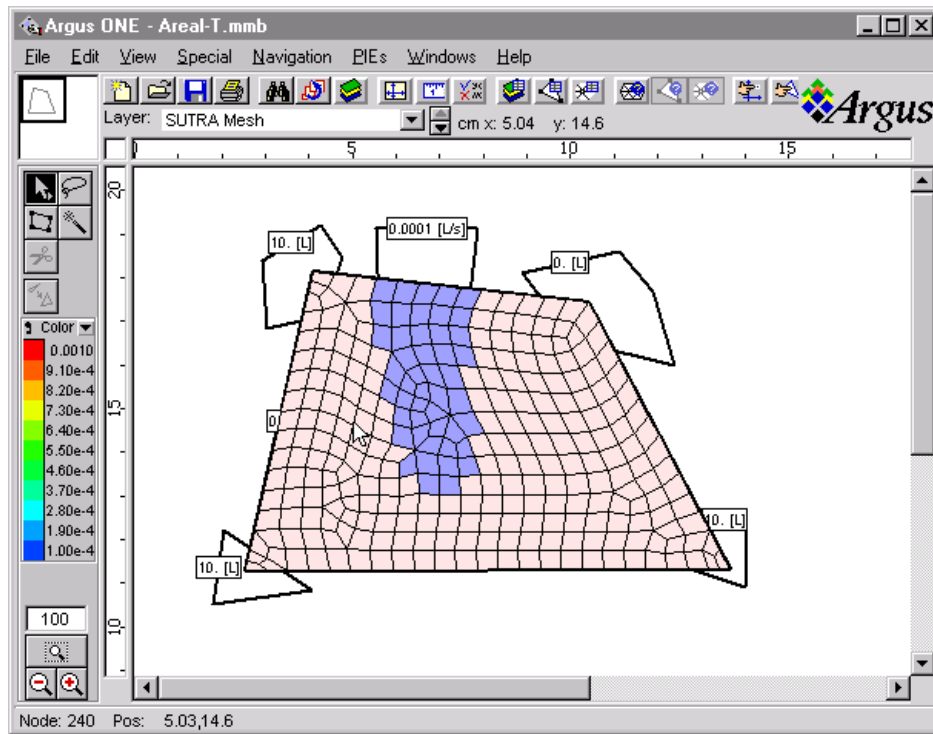 Argus ONE - Areal-T.mmb
File Edit View Special Navigation PIEs Windows Help
Layer: SUTRA Mesh cm x: 5.04 y: 14.6
Argus
0 5 10 15
20
15
10
10. [L]
0.0001 [L/s]
0. [L]
0.
10. [L]
10. [L]
Color
0.0010
9.10e-4
8.20e-4
7.30e-4
6.40e-4
5.50e-4
4.60e-4
3.70e-4
2.80e-4
1.90e-4
1.00e-4
100
Node: 240 Pos: 5.03,14.6